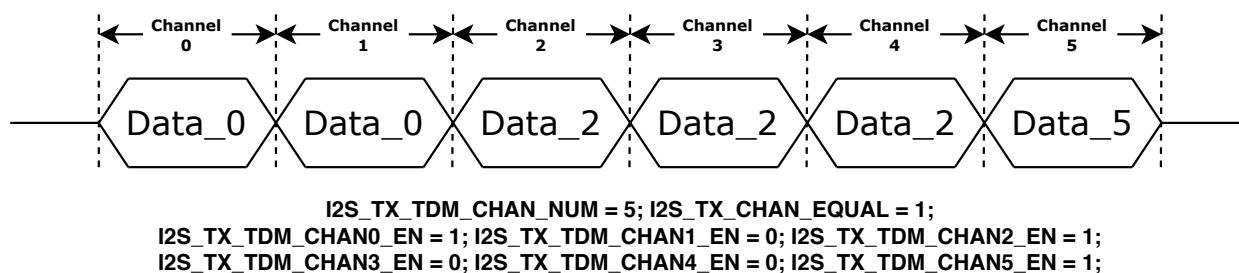 Channel 0
Channel 1
Channel 2
Channel 3
Channel 4
Channel 5
Data_0
Data_0
Data_2
Data_2
Data_2
Data_5
I2S_TX_TDM_CHAN_NUM = 5; I2S_TX_CHAN_EQUAL = 1;
I2S_TX_TDM_CHAN0_EN = 1; I2S_TX_TDM_CHAN1_EN = 0; I2S_TX_TDM_CHAN2_EN = 1;
I2S_TX_TDM_CHAN3_EN = 0; I2S_TX_TDM_CHAN4_EN = 0; I2S_TX_TDM_CHAN5_EN = 1;